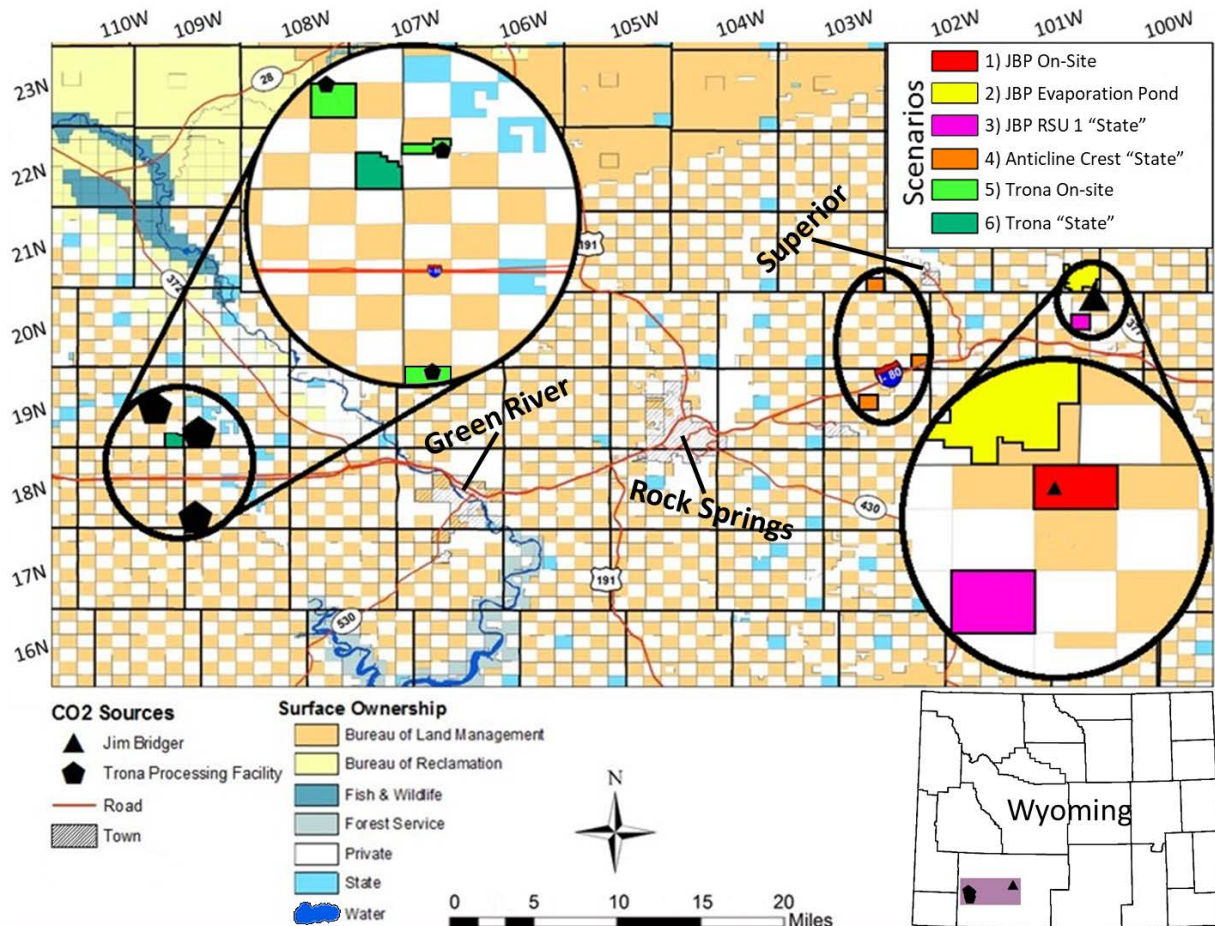 110W 109W 108W 107W 106W 105W 104W 103W 102W 101W 100W
23N
22N
21N
20N
19N
18N
17N
16N
28
372
191
191
430
530
377
I-80
Superior
Green River
Rock Springs
Scenarios
1) JBP On-Site
2) JBP Evaporation Pond
3) JBP RSU 1 “State”
4) Anticline Crest “State”
5) Trona On-site
6) Trona “State”
CO2 Sources
Jim Bridger
Trona Processing Facility
Road
Town
Surface Ownership
Bureau of Land Management
Bureau of Reclamation
Fish & Wildlife
Forest Service
Private
State
Water
N
0 5 10 15 20
Miles
Wyoming